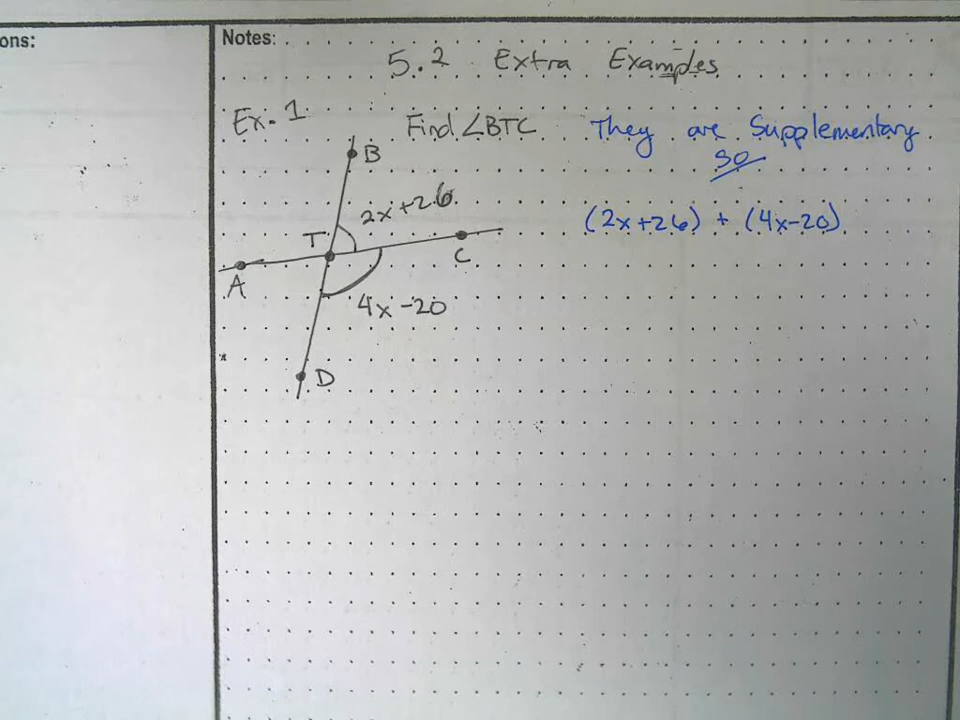 ons:
Notes:
5.2 Extra Examples
Ex. 1
Find ∠BTC They are Supplementary
so
B
2x+26
(2x+26) + (4x-20)
T
C
A
4x-20
D